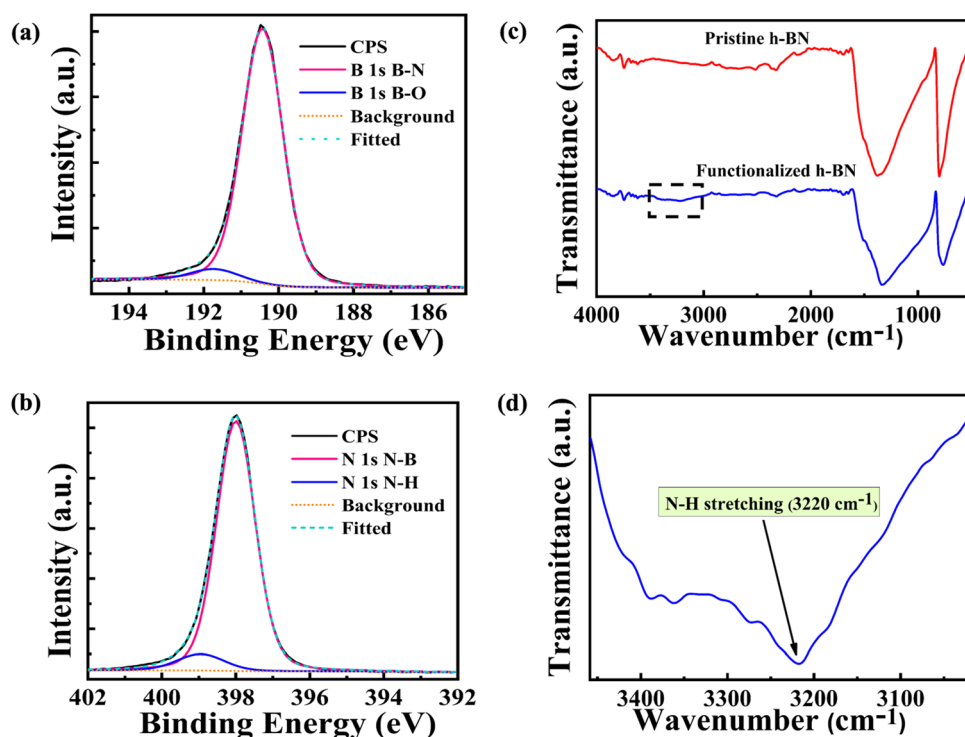 (a)
CPS
B 1s B-N
B 1s B-O
Background
Fitted
Intensity (a.u.)
194 192 190 188 186
Binding Energy (eV)
(b)
CPS
N 1s N-B
N 1s N-H
Background
Fitted
Intensity (a.u.)
402 400 398 396 394 392
Binding Energy (eV)
(c)
Pristine h-BN
Functionalized h-BN
Transmittance (a.u.)
4000 3000 2000 1000
Wavenumber (cm⁻¹)
(d)
N-H stretching (3220 cm⁻¹)
Transmittance (a.u.)
3400 3300 3200 3100
Wavenumber (cm⁻¹)